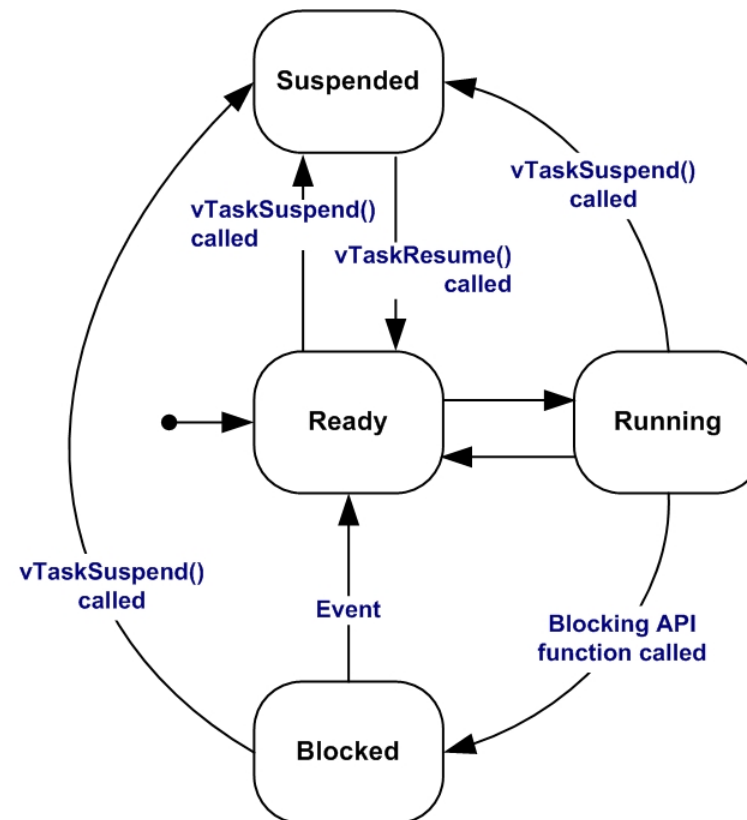 Suspended
vTaskSuspend()
called
vTaskSuspend()
called
vTaskResume()
called
Ready
Running
vTaskSuspend()
called
Event
Blocking API
function called
Blocked